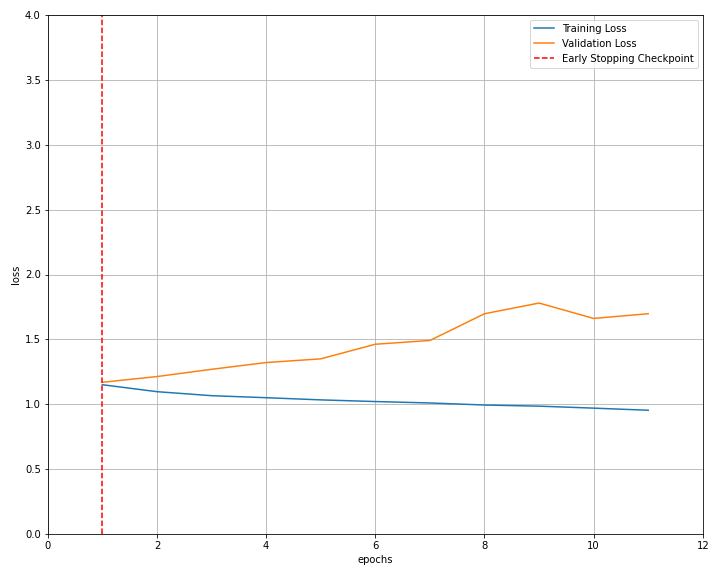 4.0
3.5
3.0
2.5
2.0
1.5
1.0
0.5
0.0
loss
0 2 4 6 8 10 12
epochs
Training Loss
Validation Loss
Early Stopping Checkpoint